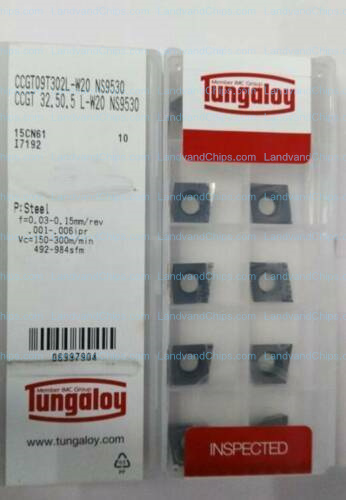 CCGT09T302L-W20 NS9530
CCGT 32.50.5 L-W20 NS9530
15CN61 10
I7192
P:Steel
f=0.03-0.15mm/rev
.001-.006ipr
Vc=150-300m/min
492-984sfm
06997904
Member IMC Group
Tungaloy
www.tungaloy.com
PP
Member IMC Group
Tungaloy
INSPECTED
LandvandChips.com